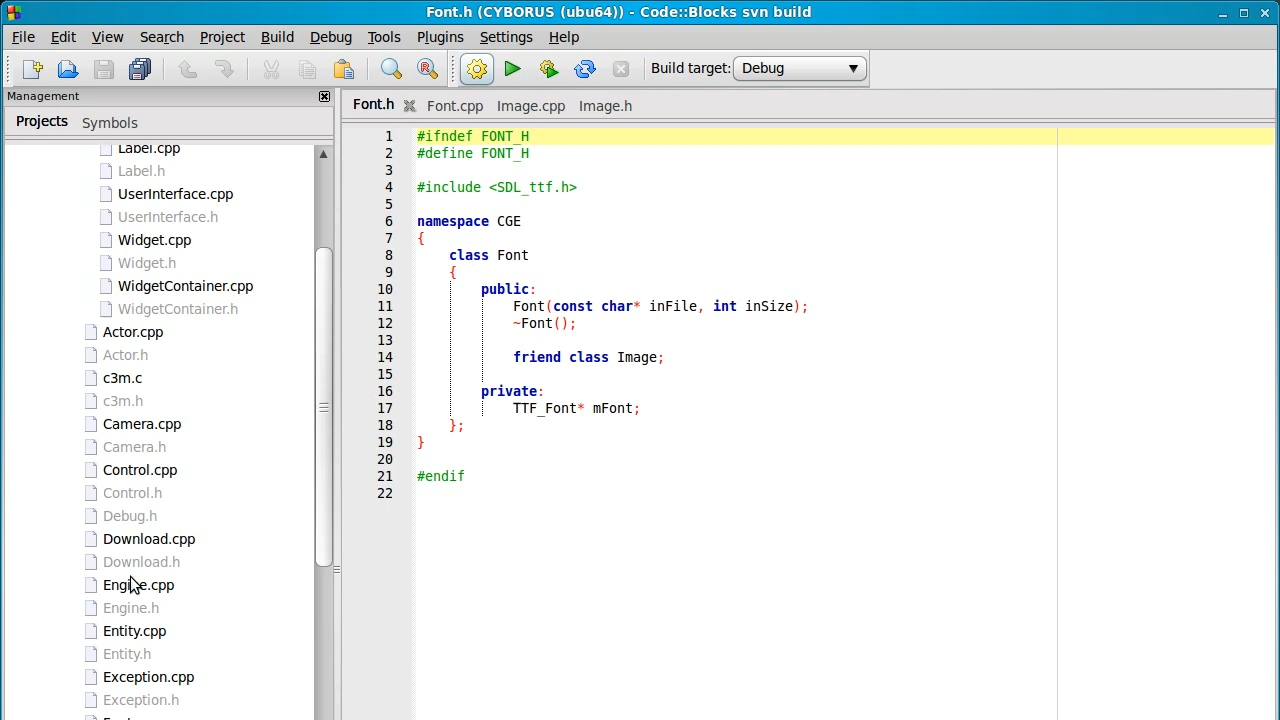 Font.h (CYBORUS (ubu64)) - Code::Blocks svn build
File Edit View Search Project Build Debug Tools Plugins Settings Help
Build target: Debug
Management
Projects Symbols
Label.cpp
Label.h
UserInterface.cpp
UserInterface.h
Widget.cpp
Widget.h
WidgetContainer.cpp
WidgetContainer.h
Actor.cpp
Actor.h
c3m.c
c3m.h
Camera.cpp
Camera.h
Control.cpp
Control.h
Debug.h
Download.cpp
Download.h
Engine.cpp
Engine.h
Entity.cpp
Entity.h
Exception.cpp
Exception.h
Font.h Font.cpp Image.cpp Image.h
1 #ifndef FONT_H
2 #define FONT_H
3
4 #include <SDL_ttf.h>
5
6 namespace CGE
7 {
8 class Font
9 {
10 public:
11 Font(const char* inFile, int inSize);
12 ~Font();
13
14 friend class Image;
15
16 private:
17 TTF_Font* mFont;
18 };
19 }
20
21 #endif
22